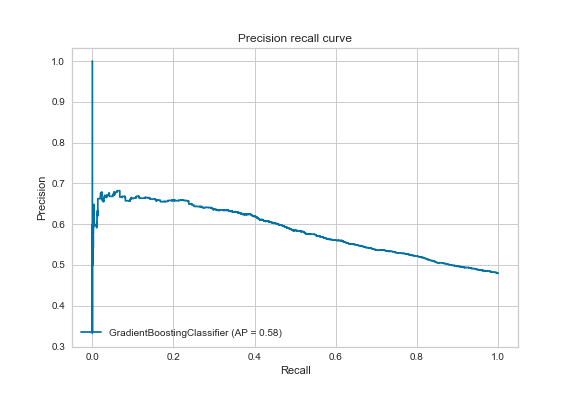 Precision recall curve
Precision
1.0
0.9
0.8
0.7
0.6
0.5
0.4
0.3
GradientBoostingClassifier (AP = 0.58)
0.0 0.2 0.4 0.6 0.8 1.0
Recall